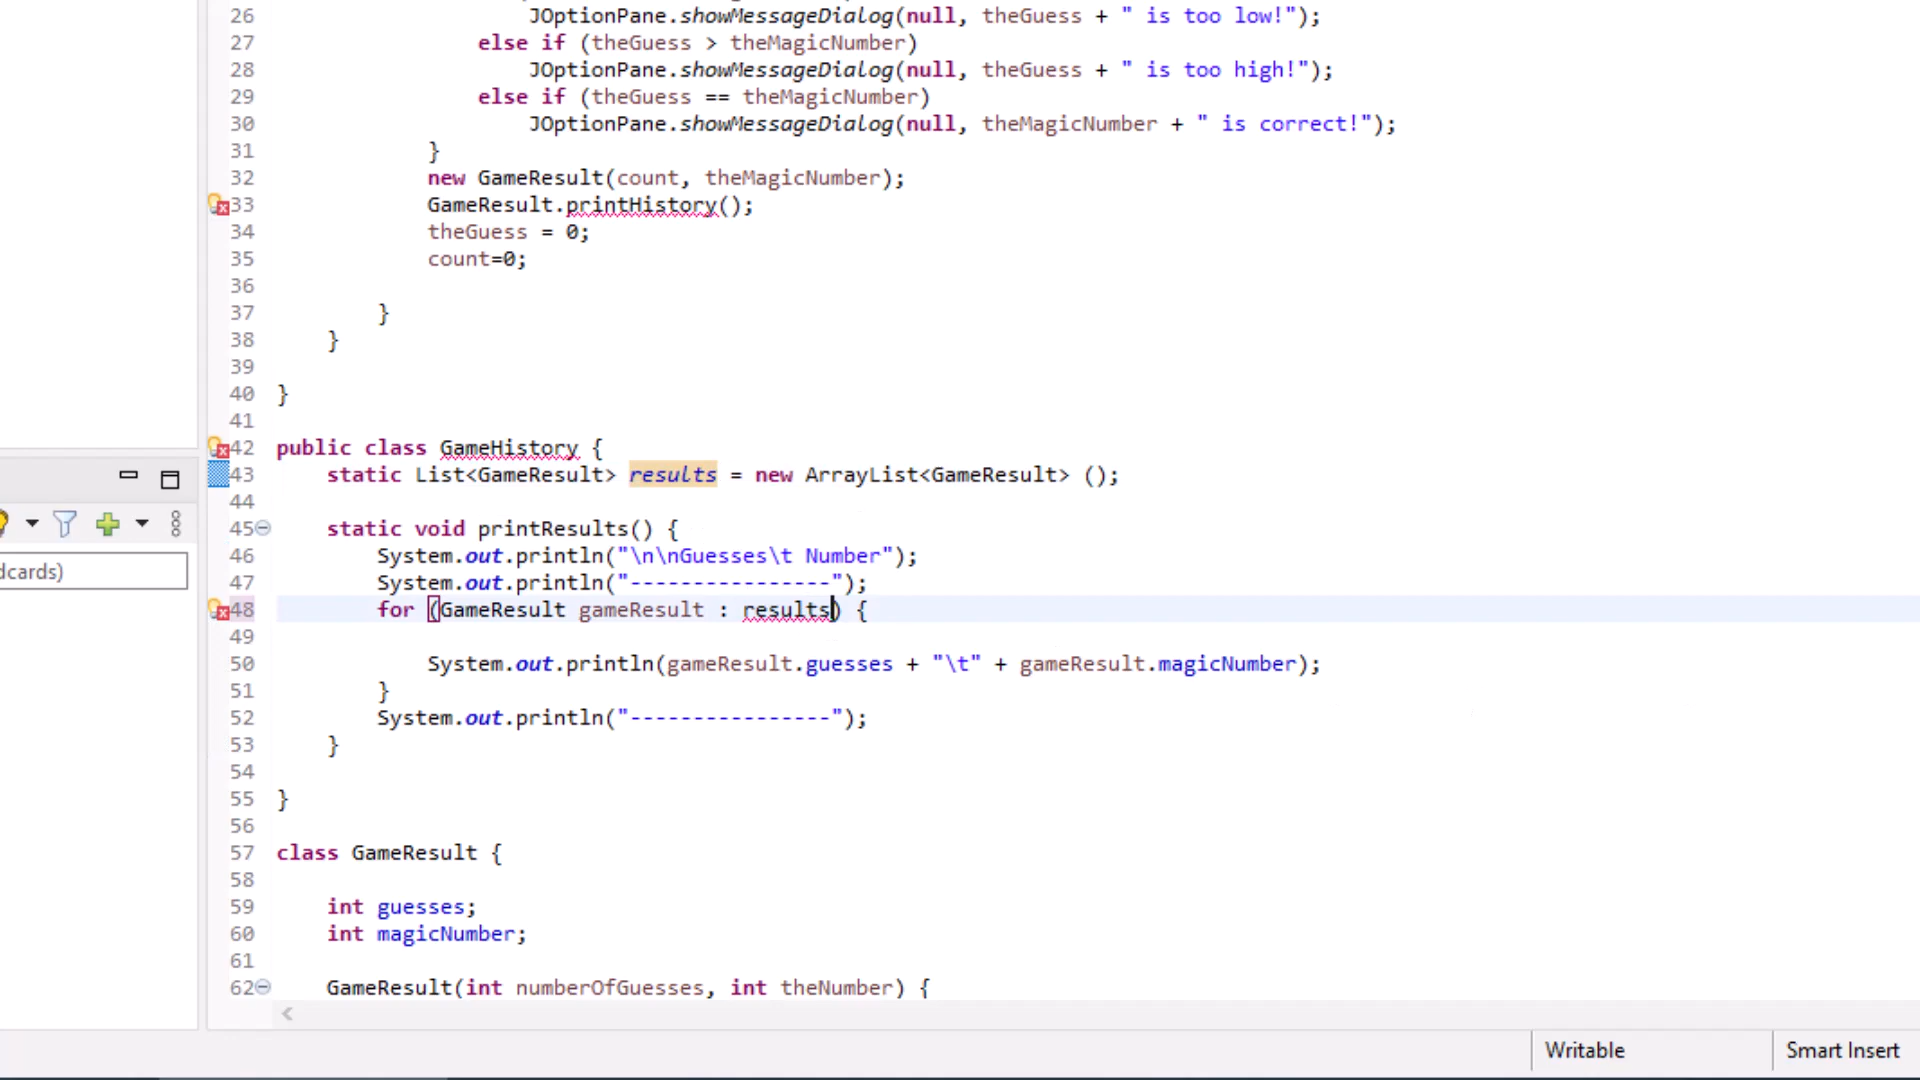 26 JOptionPane.showMessageDialog(null, theGuess + " is too low!");
27 else if (theGuess > theMagicNumber)
28 JOptionPane.showMessageDialog(null, theGuess + " is too high!");
29 else if (theGuess == theMagicNumber)
30 JOptionPane.showMessageDialog(null, theMagicNumber + " is correct!");
31 }
32 new GameResult(count, theMagicNumber);
33 GameResult.printHistory();
34 theGuess = 0;
35 count=0;
36
37 }
38 }
39
40 }
41
42 public class GameHistory {
43 static List<GameResult> results = new ArrayList<GameResult> ();
44
45 static void printResults() {
46 System.out.println("\n\nGuesses\t Number");
47 System.out.println("----------------");
48 for (GameResult gameResult : results) {
49
50 System.out.println(gameResult.guesses + "\t" + gameResult.magicNumber);
51 }
52 System.out.println("----------------");
53 }
54
55 }
56
57 class GameResult {
58
59 int guesses;
60 int magicNumber;
61
62 GameResult(int numberOfGuesses, int theNumber) {
dcards)
Writable
Smart Insert